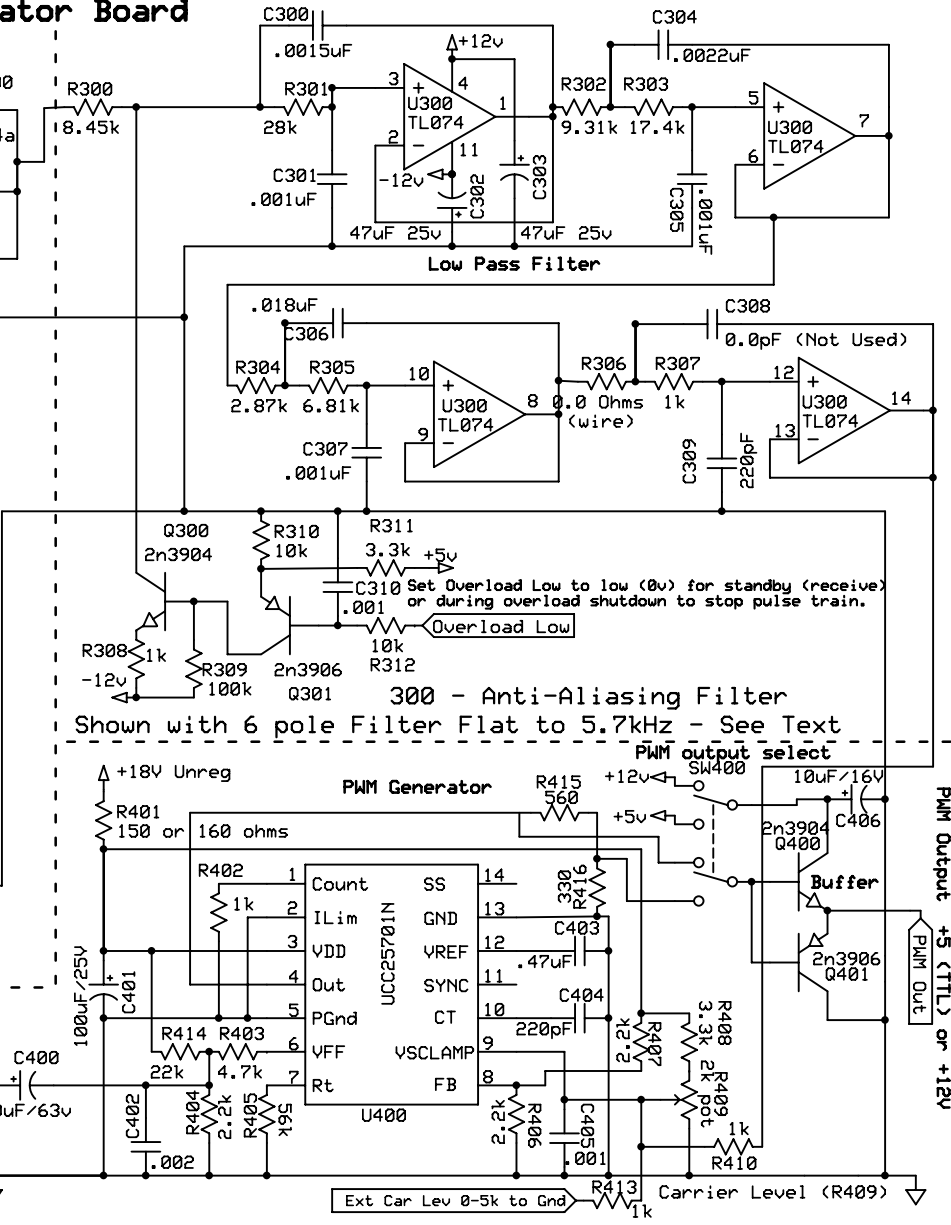 ator Board
C300
.0015uF
+12v
C304
.0022uF
R300
8.45k
R301
28k
3
+
4
U300
TL074
1
2
−
11
-12v
R302
9.31k
R303
17.4k
5
+
U300
TL074
7
6
−
C301
.001uF
C302
C303
C305
.001uF
47uF 25v
47uF 25v
Low Pass Filter
.018uF
C306
C308
0.0pF (Not Used)
R304
2.87k
R305
6.81k
10
+
U300
TL074
8
9
−
R306
0.0 Ohms
(wire)
R307
1k
12
+
U300
TL074
14
13
−
C307
.001uF
C309
220pF
Q300
2n3904
R310
10k
R311
3.3k
+5v
C310
.001
Set Overload Low to low (0v) for standby (receive)
or during overload shutdown to stop pulse train.
Overload Low
10k
R312
R308
1k
R309
100k
2n3906
Q301
-12v
300 - Anti-Aliasing Filter
Shown with 6 pole Filter Flat to 5.7kHz - See Text
PWM output select
+18V Unreg
R401
150 or 160 ohms
PWM Generator
R415
560
+12v
SW400
+5v
10uF/16V
C406
2n3904
Q400
Buffer
R402
1k
330
R416
1
Count
2
ILim
3
VDD
4
Out
5
PGnd
6
VFF
7
Rt
UCC25701N
SS
14
GND
13
VREF
12
SYNC
11
CT
10
VSCLAMP
9
FB
8
U400
C403
.47uF
C404
220pF
2n3906
Q401
PWM Out
PWM Output +5 (TTL) or +12V
100uF/25V
C401
R414
22k
R403
4.7k
C400
uF/63v
C402
.002
R404
2.2k
R405
56k
2.2k
R406
C405
.001
2.2k
R407
R408
3.3k
2k
R409
pot
1k
R410
Ext Car Lev 0-5k to Gnd
R413
1k
Carrier Level (R409)